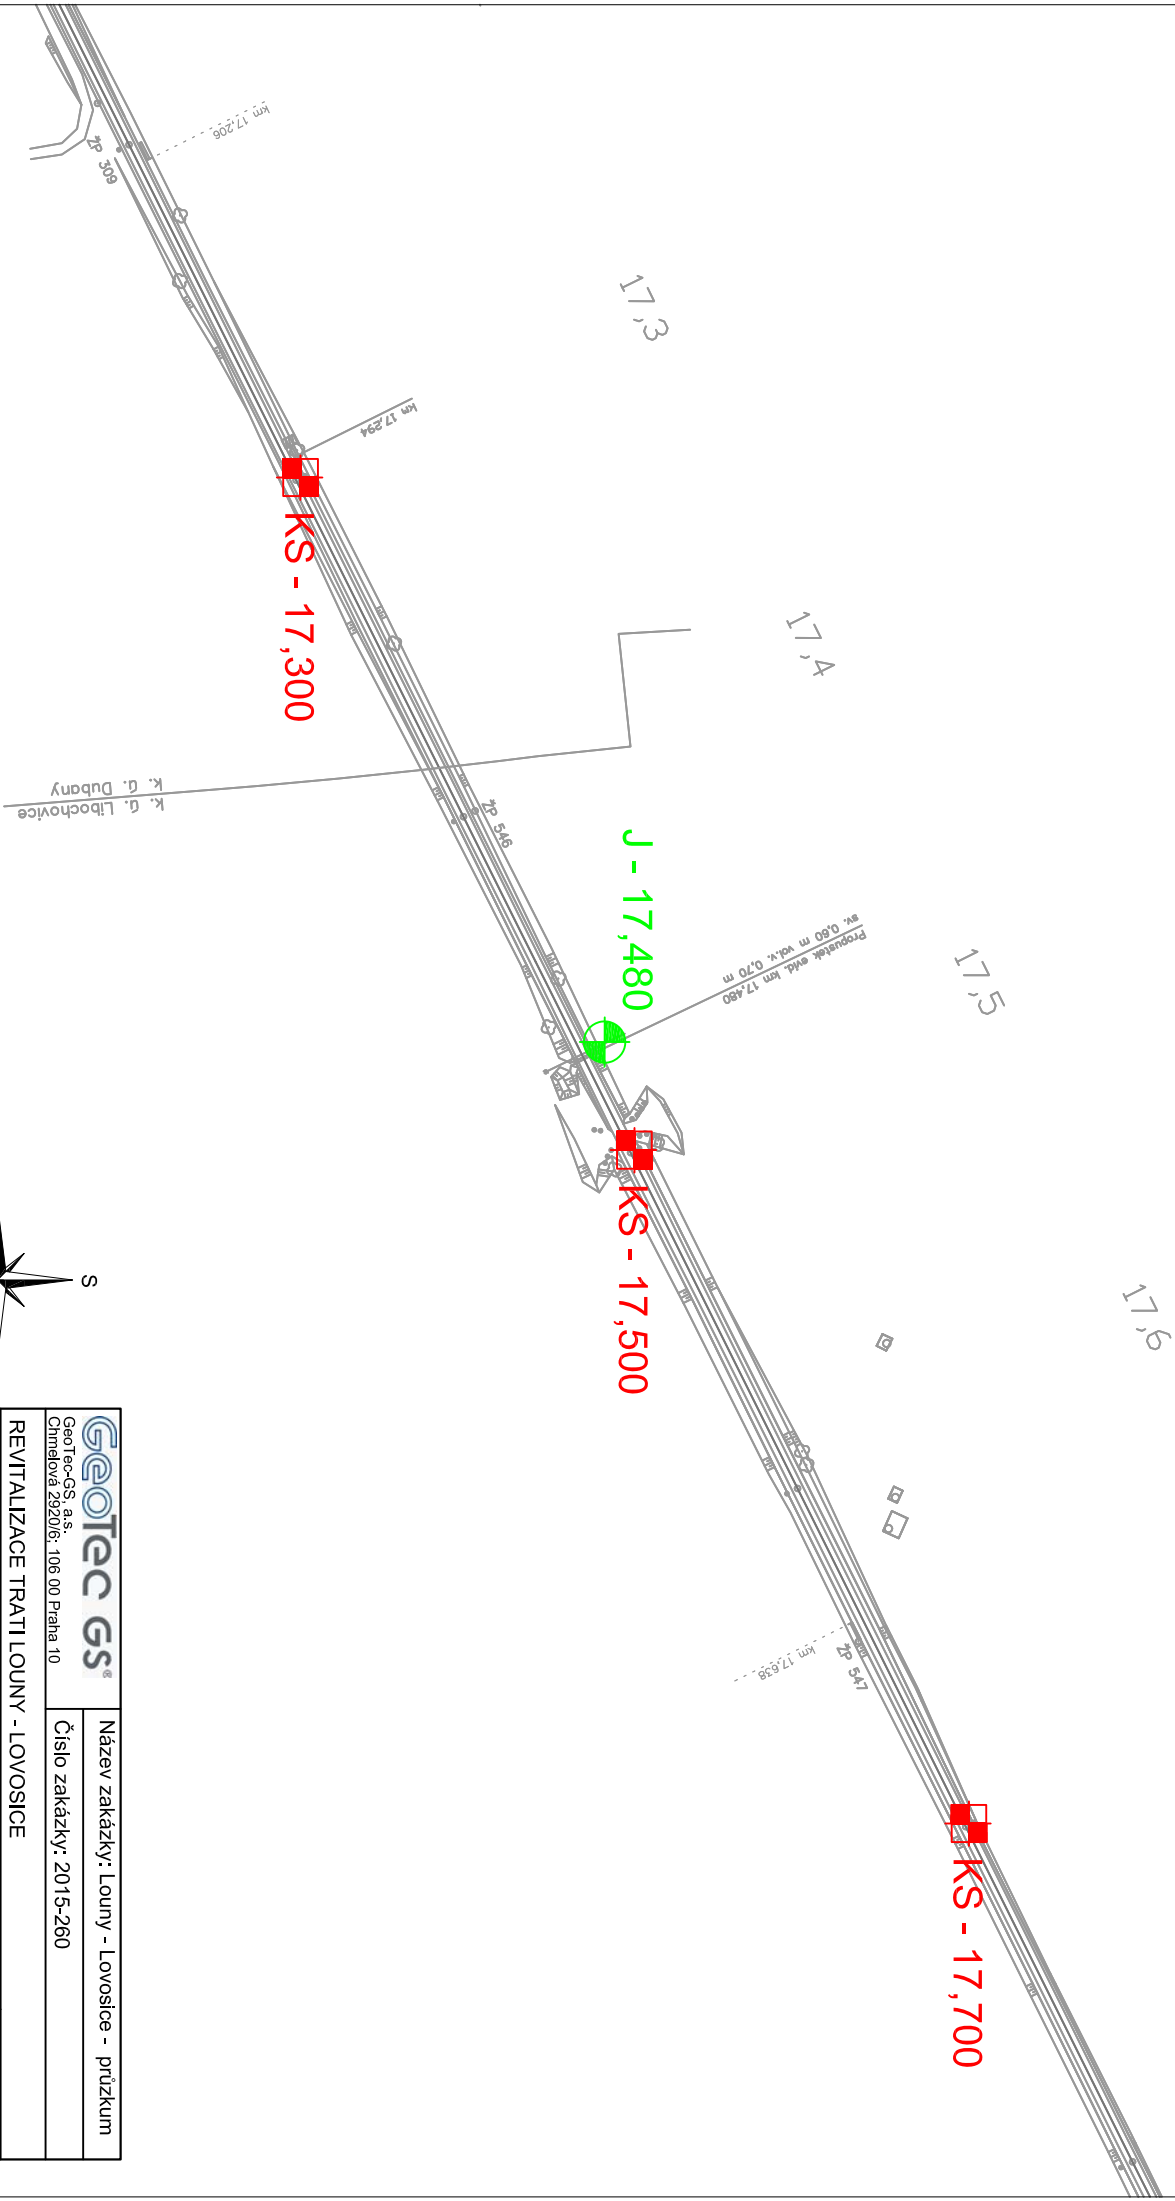 17,3
17,4
17,5
17,6
km 17,206
ŽP 309
km 17,294
KS - 17,300
k. ú. Dubany
k. ú. Libochovice
ŽP 546
J - 17,480
Propustek evid. km 17,480
sv. 0,60 m vol.v. 0,70 m
KS - 17,500
km 17,638
ŽP 547
KS - 17,700
S
GeoTec GS®
GeoTec-GS, a.s.
Chmelová 2920/6; 106 00 Praha 10
Název zakázky: Louny - Lovosice - průzkum
Číslo zakázky: 2015-260
REVITALIZACE TRATI LOUNY - LOVOSICE